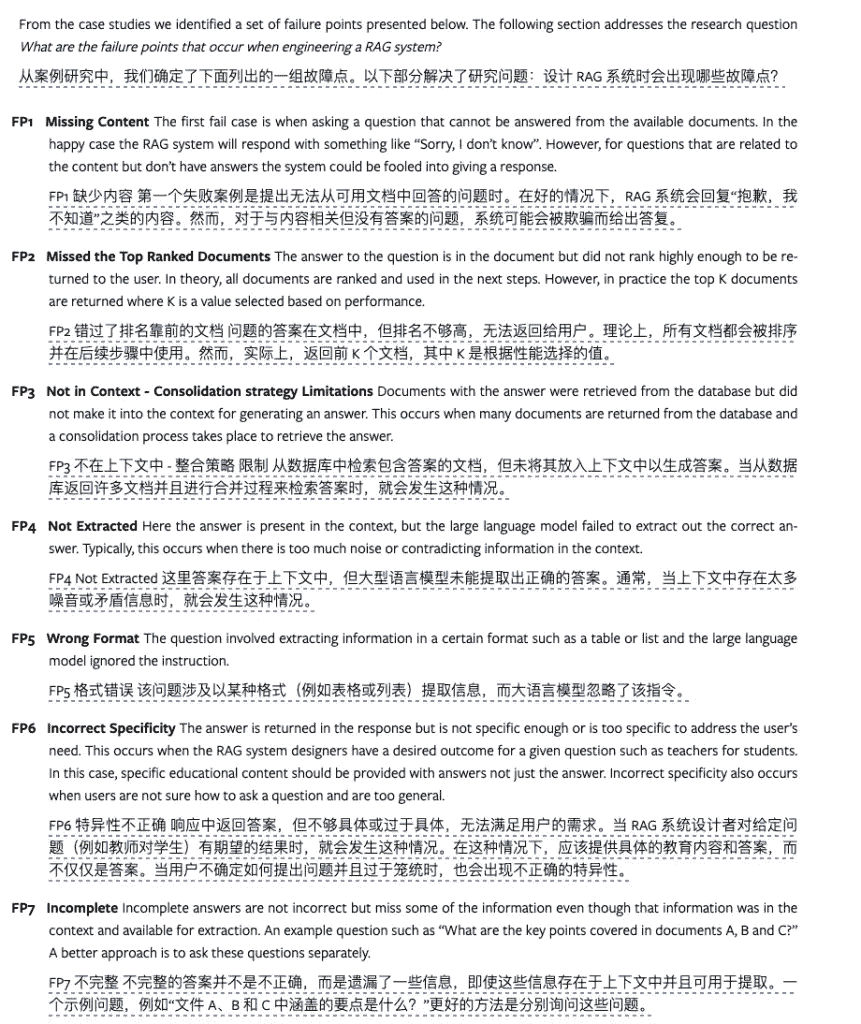 From the case studies we identified a set of failure points presented below. The following section addresses the research question
What are the failure points that occur when engineering a RAG system?
从案例研究中，我们确定了下面列出的一组故障点。以下部分解决了研究问题：设计 RAG 系统时会出现哪些故障点？
FP1 Missing Content The first fail case is when asking a question that cannot be answered from the available documents. In the
happy case the RAG system will respond with something like “Sorry, I don’t know”. However, for questions that are related to
the content but don’t have answers the system could be fooled into giving a response.
FP1 缺少内容 第一个失败案例是提出无法从可用文档中回答的问题时。在好的情况下，RAG 系统会回复“抱歉，我
不知道”之类的内容。然而，对于与内容相关但没有答案的问题，系统可能会被欺骗而给出答复。
FP2 Missed the Top Ranked Documents The answer to the question is in the document but did not rank highly enough to be re-
turned to the user. In theory, all documents are ranked and used in the next steps. However, in practice the top K documents
are returned where K is a value selected based on performance.
FP2 错过了排名靠前的文档 问题的答案在文档中，但排名不够高，无法返回给用户。理论上，所有文档都会被排序
并在后续步骤中使用。然而，实际上，返回前 K 个文档，其中 K 是根据性能选择的值。
FP3 Not in Context - Consolidation strategy Limitations Documents with the answer were retrieved from the database but did
not make it into the context for generating an answer. This occurs when many documents are returned from the database and
a consolidation process takes place to retrieve the answer.
FP3 不在上下文中 - 整合策略 限制 从数据库中检索包含答案的文档，但未将其放入上下文中以生成答案。当从数据
库返回许多文档并且进行合并过程来检索答案时，就会发生这种情况。
FP4 Not Extracted Here the answer is present in the context, but the large language model failed to extract out the correct an-
swer. Typically, this occurs when there is too much noise or contradicting information in the context.
FP4 Not Extracted 这里答案存在于上下文中，但大型语言模型未能提取出正确的答案。通常，当上下文中存在太多
噪音或矛盾信息时，就会发生这种情况。
FP5 Wrong Format The question involved extracting information in a certain format such as a table or list and the large language
model ignored the instruction.
FP5 格式错误 该问题涉及以某种格式（例如表格或列表）提取信息，而大语言模型忽略了该指令。
FP6 Incorrect Specificity The answer is returned in the response but is not specific enough or is too specific to address the user’s
need. This occurs when the RAG system designers have a desired outcome for a given question such as teachers for students.
In this case, specific educational content should be provided with answers not just the answer. Incorrect specificity also occurs
when users are not sure how to ask a question and are too general.
FP6 特异性不正确 响应中返回答案，但不够具体或过于具体，无法满足用户的需求。当 RAG 系统设计者对给定问
题（例如教师对学生）有期望的结果时，就会发生这种情况。在这种情况下，应该提供具体的教育内容和答案，而
不仅仅是答案。当用户不确定如何提出问题并且过于笼统时，也会出现不正确的特异性。
FP7 Incomplete Incomplete answers are not incorrect but miss some of the information even though that information was in the
context and available for extraction. An example question such as “What are the key points covered in documents A, B and C?”
A better approach is to ask these questions separately.
FP7 不完整 不完整的答案并不是不正确，而是遗漏了一些信息，即使这些信息存在于上下文中并且可用于提取。一
个示例问题，例如“文件 A、B 和 C 中涵盖的要点是什么？”更好的方法是分别询问这些问题。